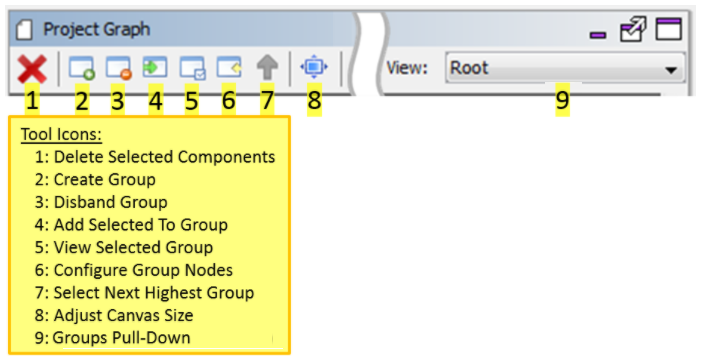 Project Graph
View: Root
1 2 3 4 5 6 7 8 9
Tool Icons:
1: Delete Selected Components
2: Create Group
3: Disband Group
4: Add Selected To Group
5: View Selected Group
6: Configure Group Nodes
7: Select Next Highest Group
8: Adjust Canvas Size
9: Groups Pull-Down